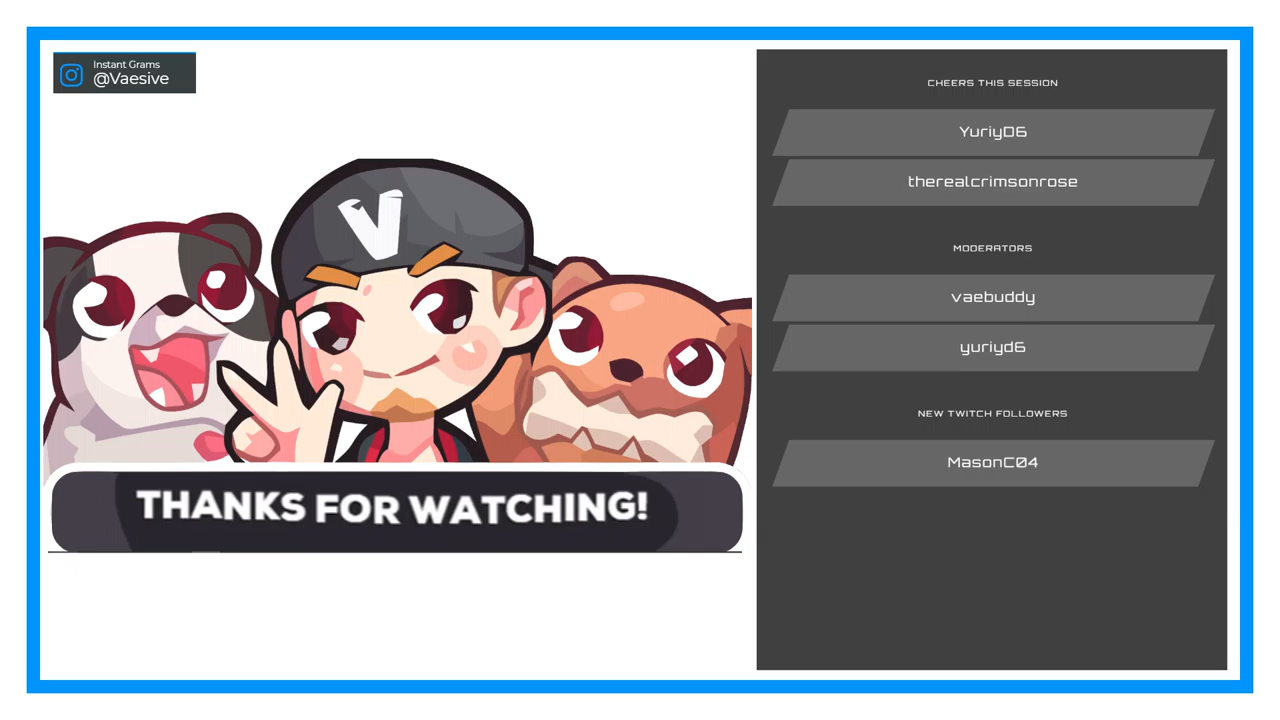 Instant Grams
@Vaesive
V
THANKS FOR WATCHING!
CHEERS THIS SESSION
YuriyD6
therealcrimsonrose
MODERATORS
vaebuddy
yuriyd6
NEW TWITCH FOLLOWERS
MasonC04